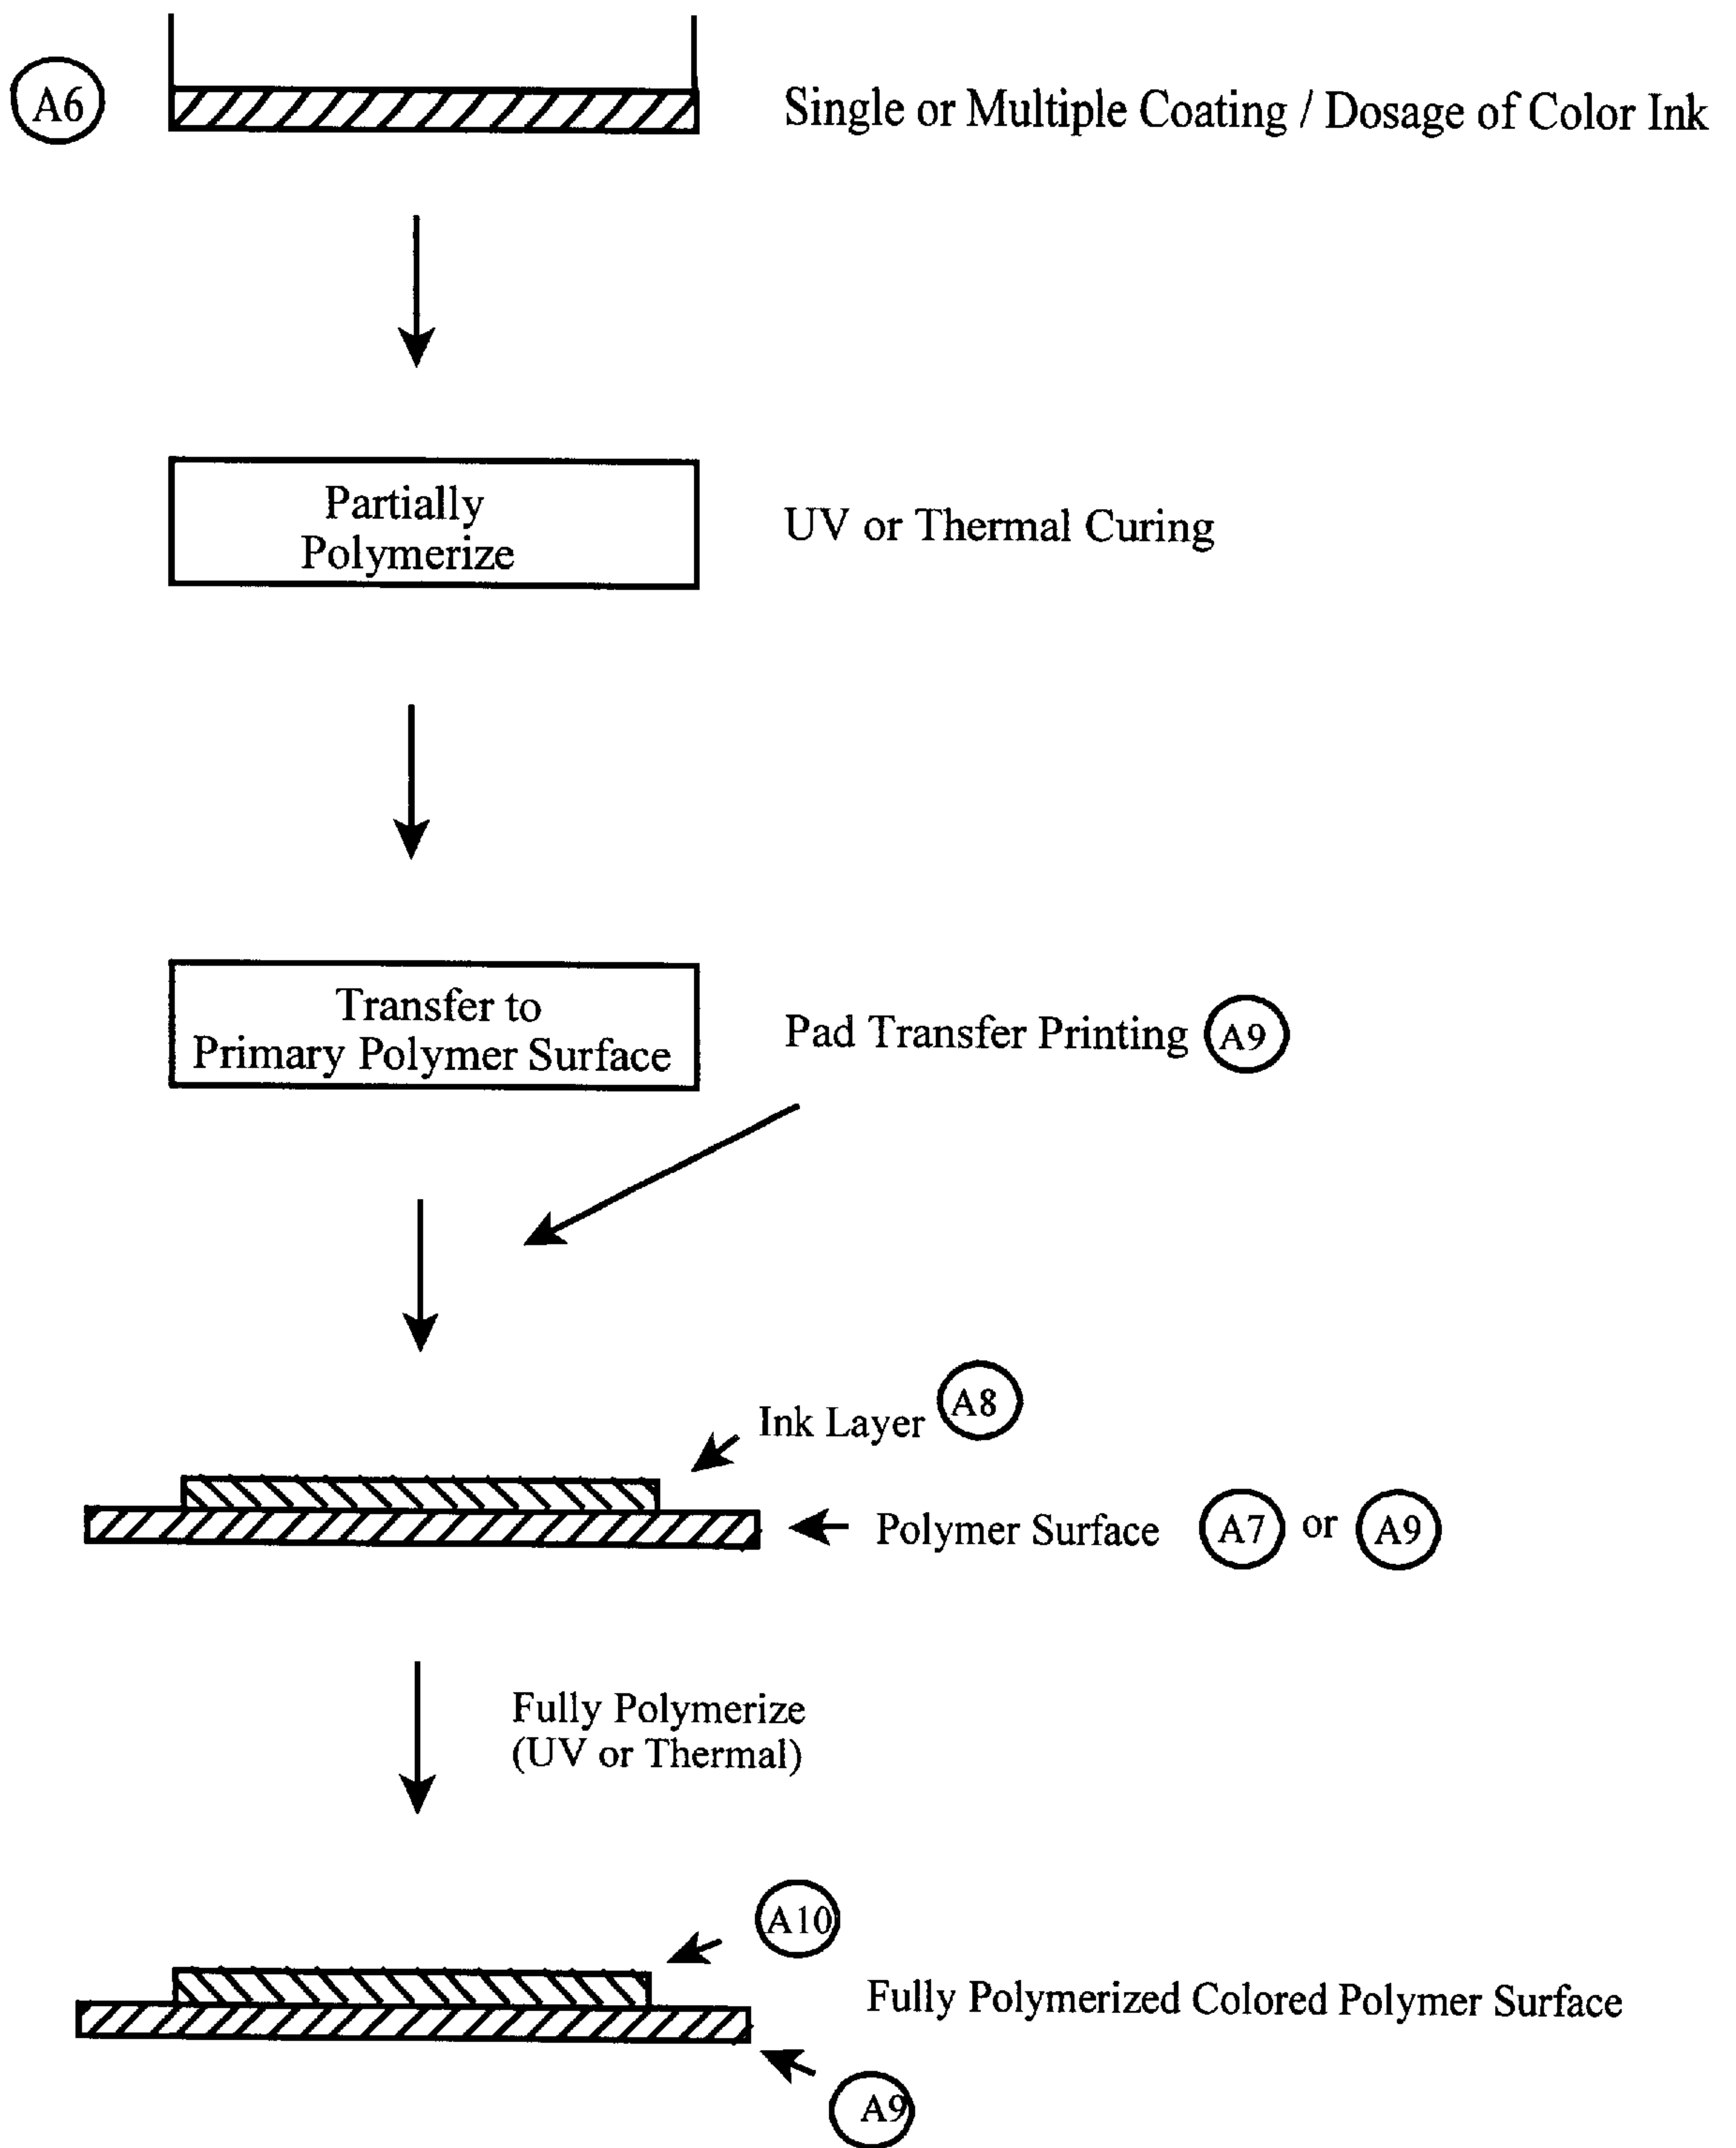 A6 Single or Multiple Coating / Dosage of Color Ink
Partially
Polymerize
UV or Thermal Curing
Transfer to
Primary Polymer Surface
Pad Transfer Printing A9
Ink Layer A8
Polymer Surface A7 or A9
Fully Polymerize
(UV or Thermal)
A10
Fully Polymerized Colored Polymer Surface
A9